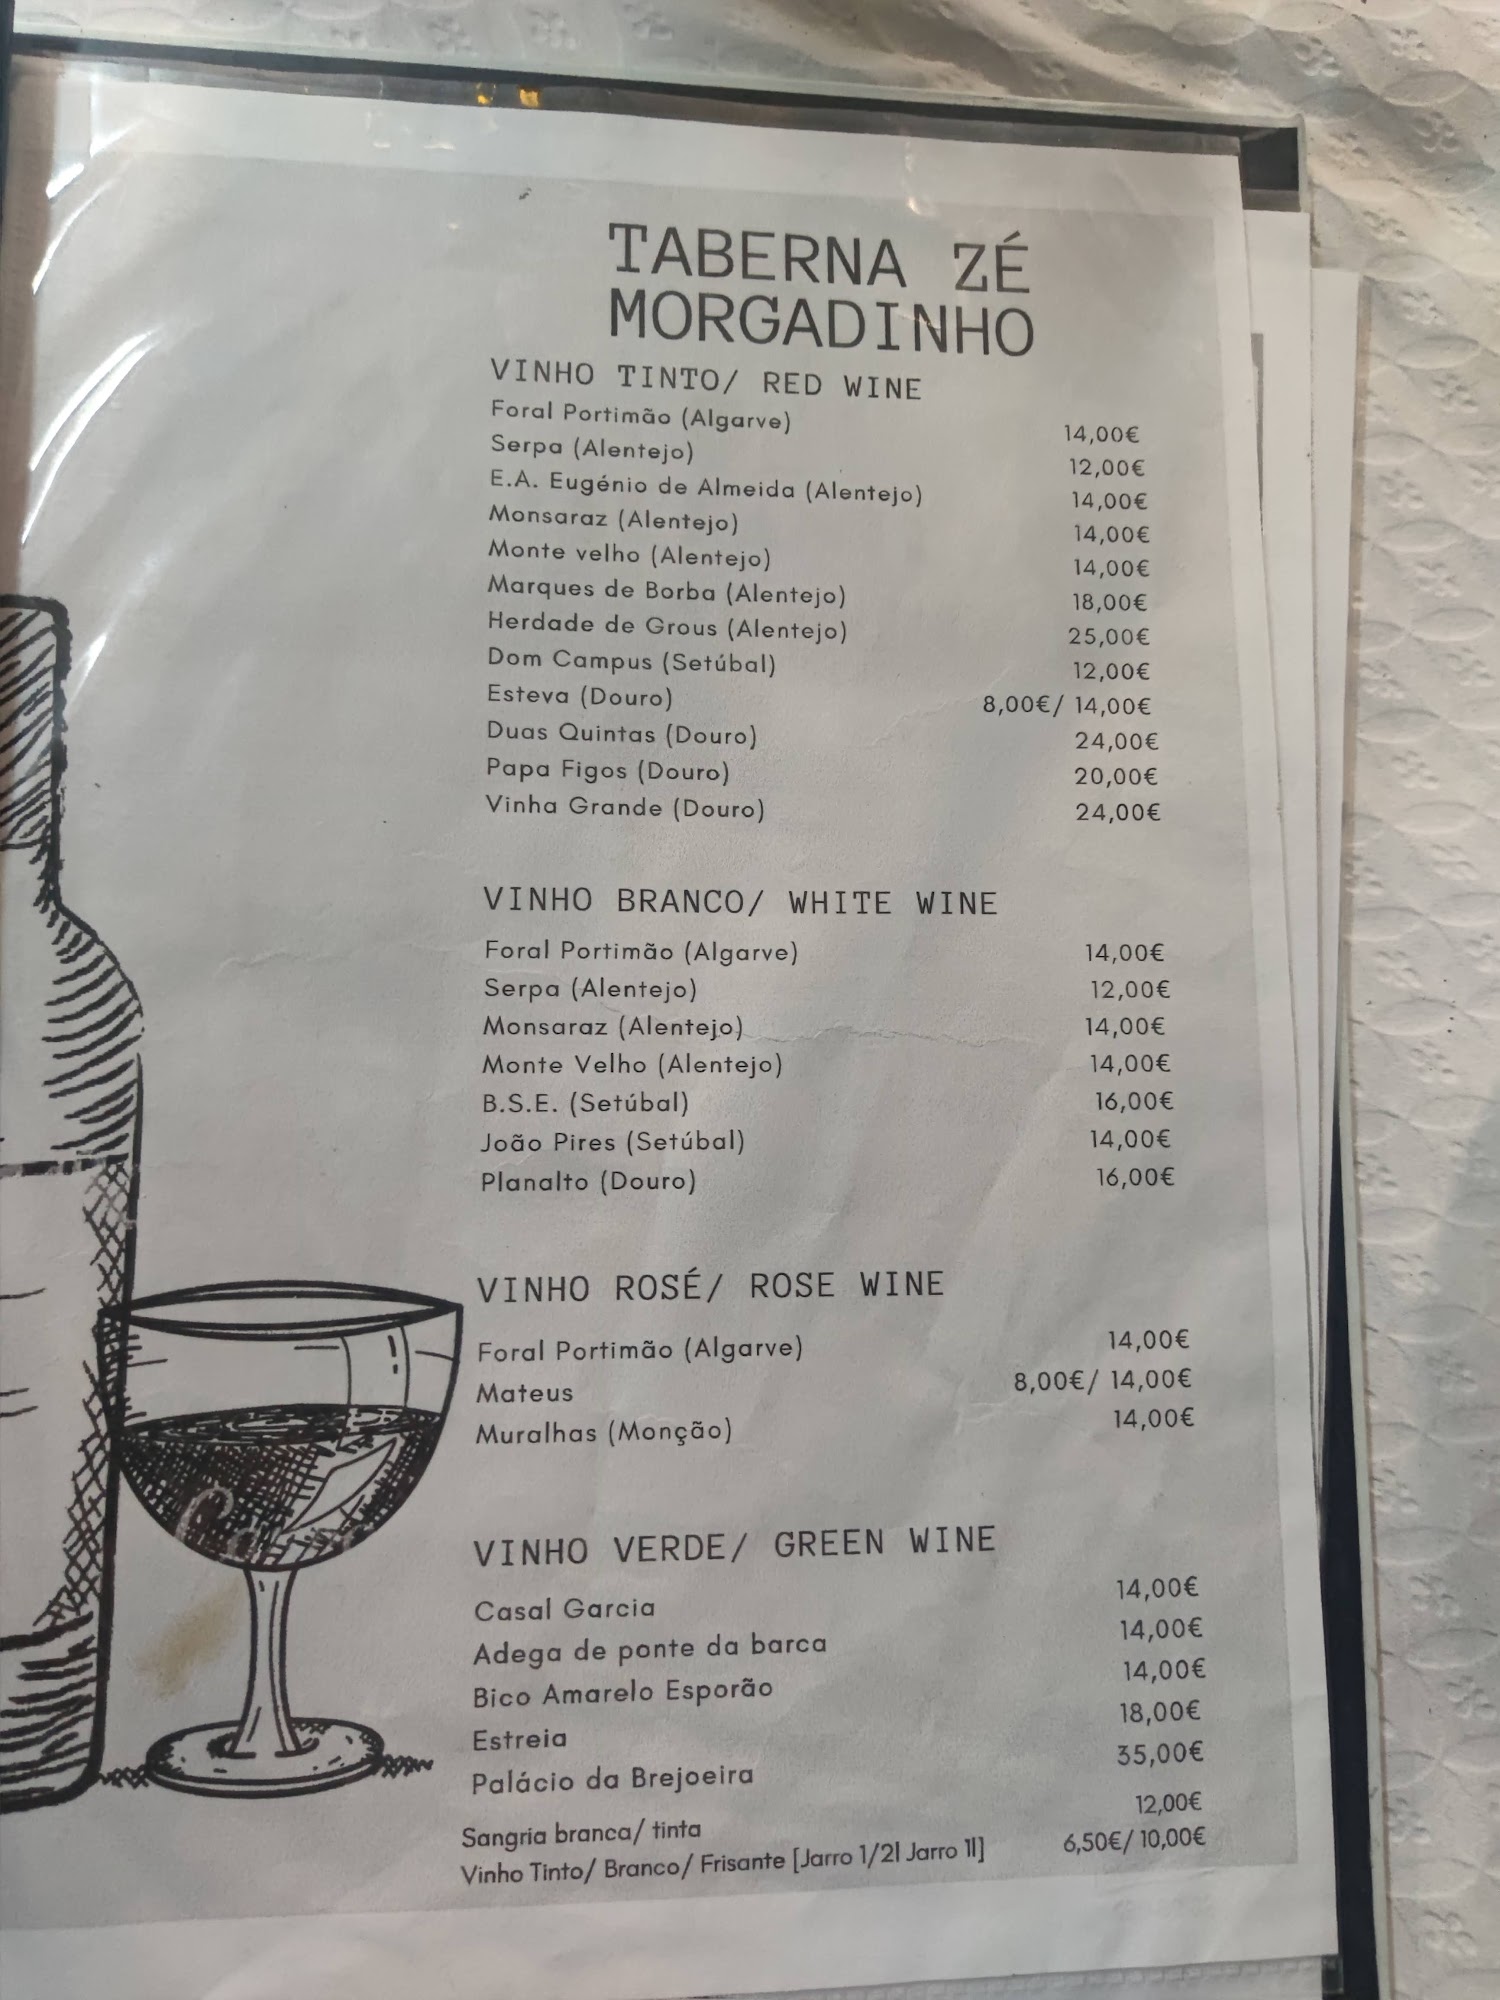 TABERNA ZÉ
MORGADINHO
VINHO TINTO/ RED WINE
Foral Portimão (Algarve) 14,00€
Serpa (Alentejo) 12,00€
E.A. Eugénio de Almeida (Alentejo) 14,00€
Monsaraz (Alentejo) 14,00€
Monte velho (Alentejo) 14,00€
Marques de Borba (Alentejo) 18,00€
Herdade de Grous (Alentejo) 25,00€
Dom Campus (Setúbal) 12,00€
Esteva (Douro) 8,00€/ 14,00€
Duas Quintas (Douro) 24,00€
Papa Figos (Douro) 20,00€
Vinha Grande (Douro) 24,00€
VINHO BRANCO/ WHITE WINE
Foral Portimão (Algarve) 14,00€
Serpa (Alentejo) 12,00€
Monsaraz (Alentejo) 14,00€
Monte Velho (Alentejo) 14,00€
B.S.E. (Setúbal) 16,00€
João Pires (Setúbal) 14,00€
Planalto (Douro) 16,00€
VINHO ROSÉ/ ROSE WINE
Foral Portimão (Algarve) 14,00€
Mateus 8,00€/ 14,00€
Muralhas (Monção) 14,00€
VINHO VERDE/ GREEN WINE
Casal Garcia 14,00€
Adega de ponte da barca 14,00€
Bico Amarelo Esporão 14,00€
Estreia 18,00€
Palácio da Brejoeira 35,00€
Sangria branca/ tinta 12,00€
Vinho Tinto/ Branco/ Frisante [Jarro 1/2l Jarro 1l] 6,50€/ 10,00€